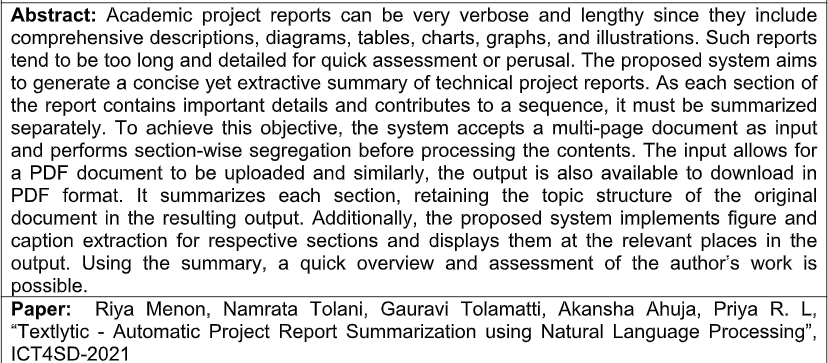 Abstract: Academic project reports can be very verbose and lengthy since they include
comprehensive descriptions, diagrams, tables, charts, graphs, and illustrations. Such reports
tend to be too long and detailed for quick assessment or perusal. The proposed system aims
to generate a concise yet extractive summary of technical project reports. As each section of
the report contains important details and contributes to a sequence, it must be summarized
separately. To achieve this objective, the system accepts a multi-page document as input
and performs section-wise segregation before processing the contents. The input allows for
a PDF document to be uploaded and similarly, the output is also available to download in
PDF format. It summarizes each section, retaining the topic structure of the original
document in the resulting output. Additionally, the proposed system implements figure and
caption extraction for respective sections and displays them at the relevant places in the
output. Using the summary, a quick overview and assessment of the author's work is
possible.
Paper: Riya Menon, Namrata Tolani, Gauravi Tolamatti, Akansha Ahuja, Priya R. L,
“Textlytic - Automatic Project Report Summarization using Natural Language Processing”,
ICT4SD-2021